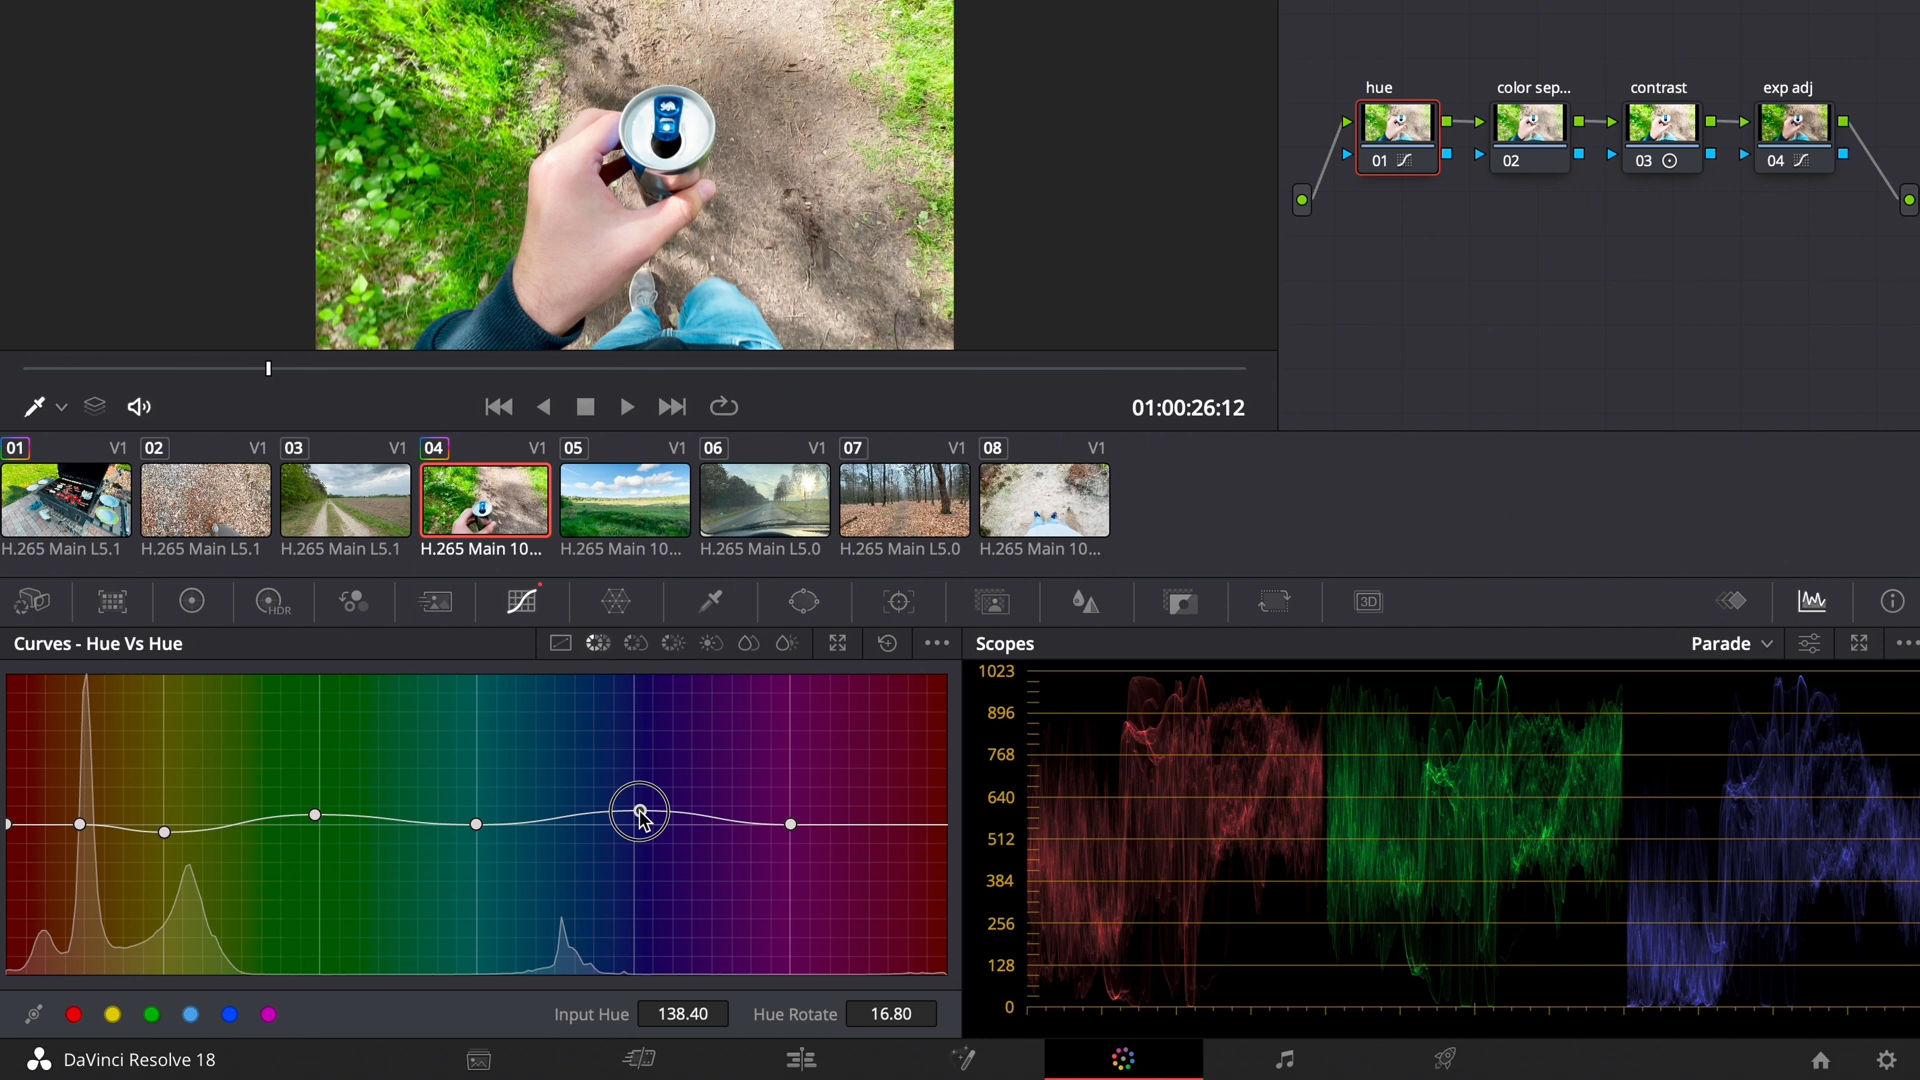 hue
color sep...
contrast
exp adj
01
02
03
04
01:00:26:12
01 V1
02 V1
03 V1
04 V1
05 V1
06 V1
07 V1
08 V1
H.265 Main L5.1
H.265 Main L5.1
H.265 Main L5.1
H.265 Main 10...
H.265 Main 10...
H.265 Main L5.0
H.265 Main L5.0
H.265 Main 10...
HDR
3D
Curves - Hue Vs Hue
Scopes
Parade
1023
896
768
640
512
384
256
128
0
Input Hue 138.40
Hue Rotate 16.80
DaVinci Resolve 18